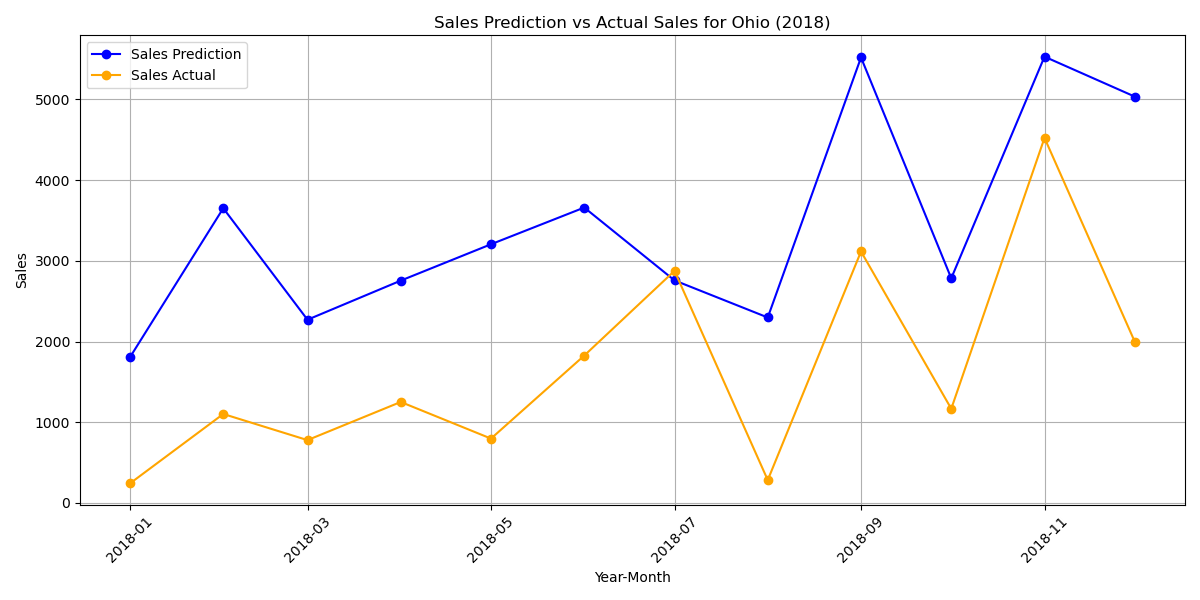 Sales Prediction vs Actual Sales for Ohio (2018)
Sales Prediction
Sales Actual
5000
4000
3000
2000
1000
0
Sales
2018-01
2018-03
2018-05
2018-07
2018-09
2018-11
Year-Month